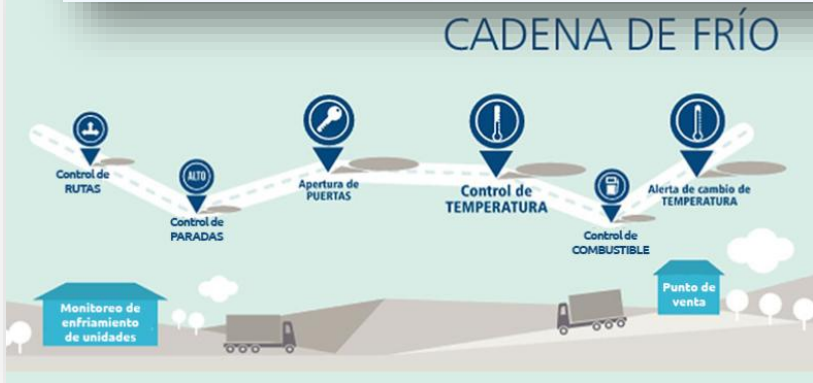 CADENA DE FRÍO
Control de
RUTAS
ALTO
Control de
PARADAS
Apertura de
PUERTAS
Control de
TEMPERATURA
Control de
COMBUSTIBLE
Alerta de cambio de
TEMPERATURA
Monitoreo de
enfriamiento
de unidades
Punto de
venta